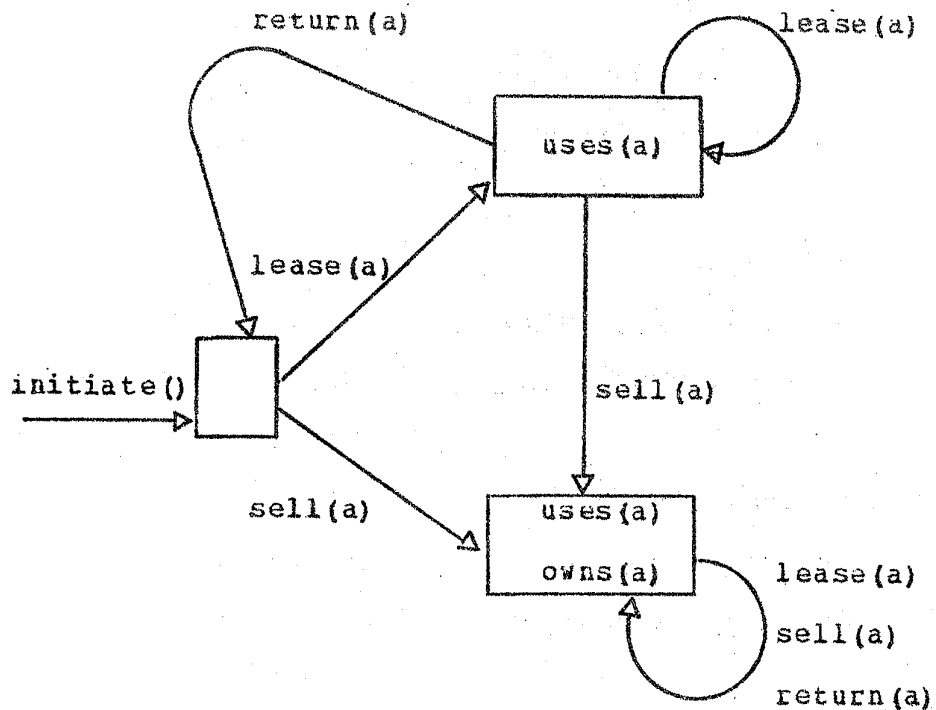 return(a)
lease(a)
uses(a)
lease(a)
initiate()
sell(a)
sell(a)
uses(a)
owns(a)
lease(a)
sell(a)
return(a)